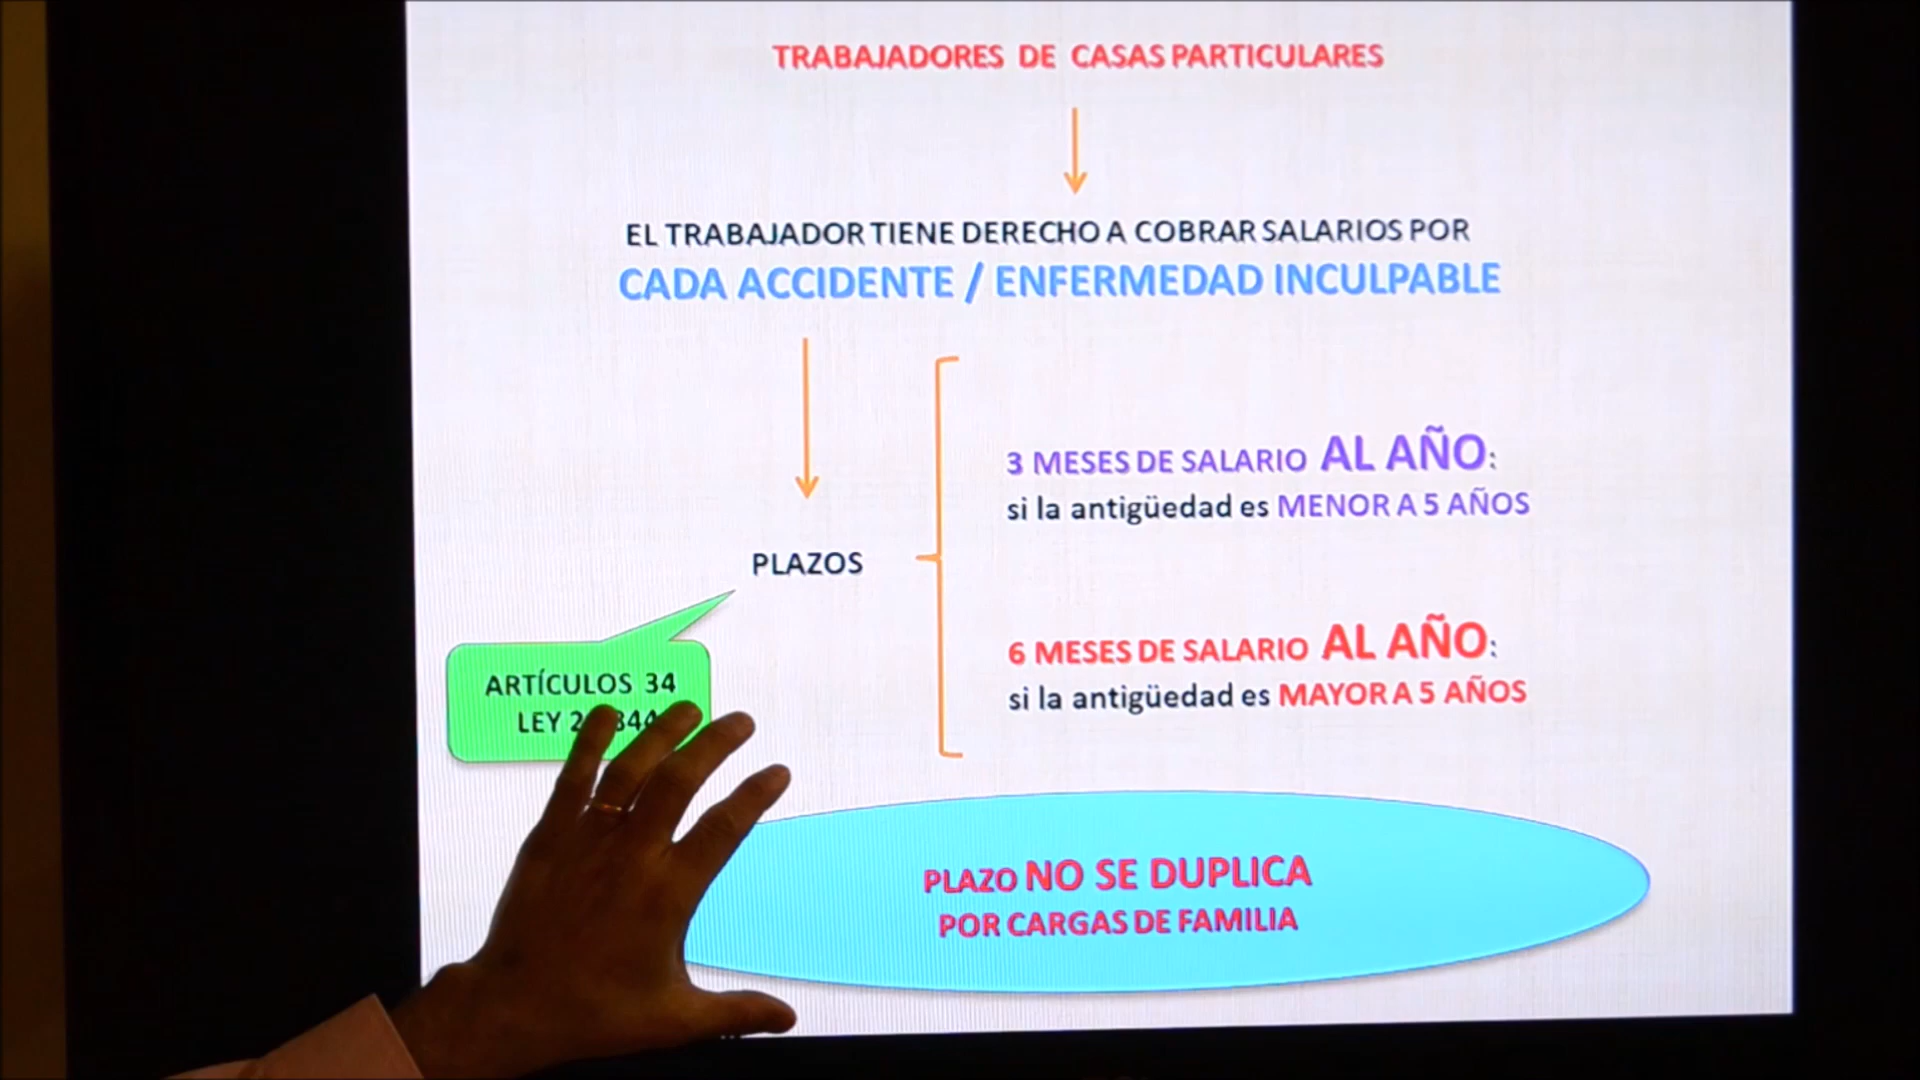 TRABAJADORES DE CASAS PARTICULARES
EL TRABAJADOR TIENE DERECHO A COBRAR SALARIOS POR
CADA ACCIDENTE / ENFERMEDAD INCULPABLE
3 MESES DE SALARIO AL AÑO:
si la antigüedad es MENOR A 5 AÑOS
PLAZOS
6 MESES DE SALARIO AL AÑO:
si la antigüedad es MAYOR A 5 AÑOS
ARTÍCULOS 34
LEY
PLAZO NO SE DUPLICA
POR CARGAS DE FAMILIA